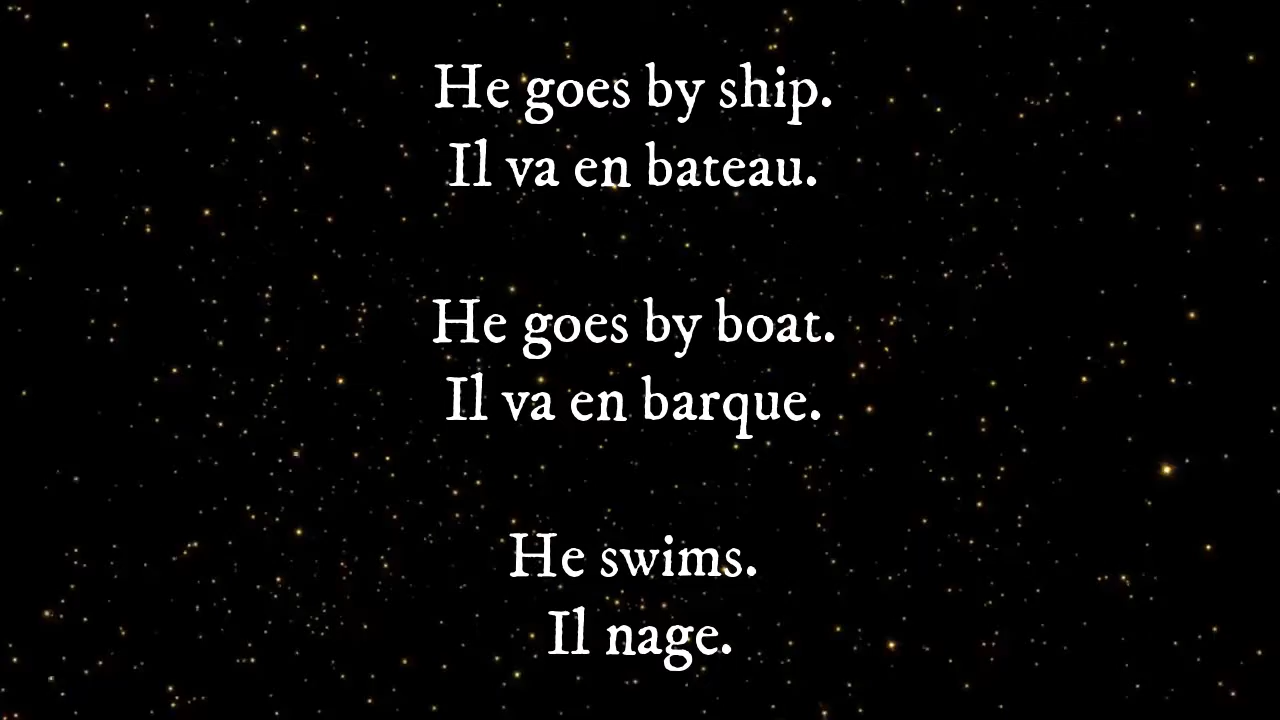 He goes by ship.
Il va en bateau.
He goes by boat.
Il va en barque.
He swims.
Il nage.